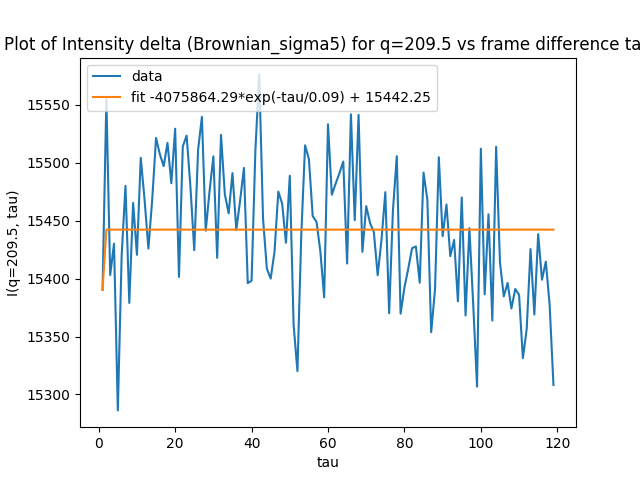 Plot of Intensity delta (Brownian_sigma5) for q=209.5 vs frame difference ta
data
fit -4075864.29*exp(-tau/0.09) + 15442.25
15550
15500
15450
15400
15350
15300
I(q=209.5, tau)
0 20 40 60 80 100 120
tau